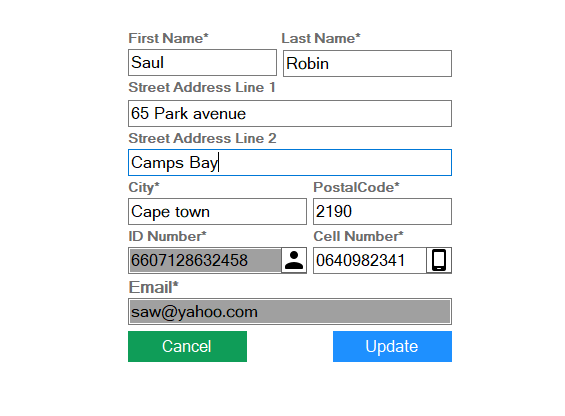 First Name* Last Name*
Saul Robin
Street Address Line 1
65 Park avenue
Street Address Line 2
Camps Bay
City* PostalCode*
Cape town 2190
ID Number* Cell Number*
6607128632458 0640982341
Email*
saw@yahoo.com
Cancel Update